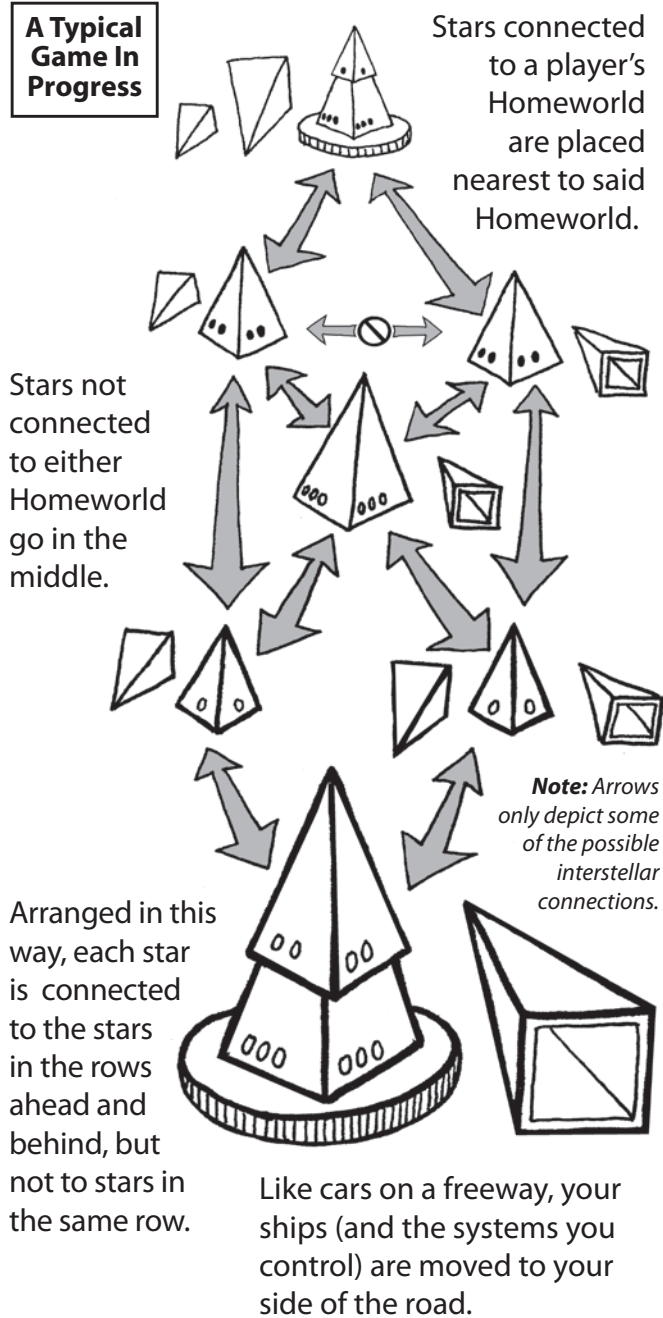 A Typical
Game In
Progress
Stars connected
to a player's
Homeworld
are placed
nearest to said
Homeworld.
Stars not
connected
to either
Homeworld
go in the
middle.
Note: Arrows
only depict some
of the possible
interstellar
connections.
Arranged in this
way, each star
is connected
to the stars
in the rows
ahead and
behind, but
not to stars in
the same row.
Like cars on a freeway, your
ships (and the systems you
control) are moved to your
side of the road.